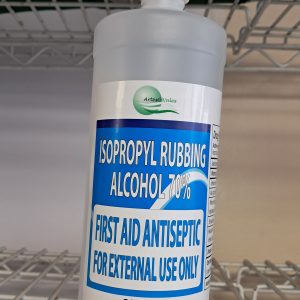 ISOPROPYL RUBBING
ALCOHOL 70%
FIRST AID ANTISEPTIC
FOR EXTERNAL USE ONLY